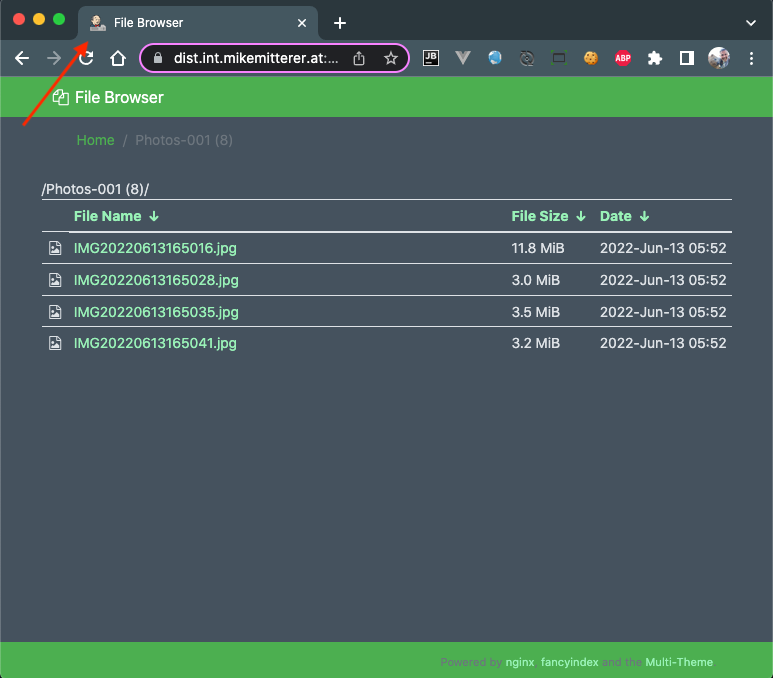 File Browser
dist.int.mikemitterer.at:...
JB
ABP
File Browser
Home / Photos-001 (8)
/Photos-001 (8)/
File Name ↓ File Size ↓ Date ↓
IMG20220613165016.jpg 11.8 MiB 2022-Jun-13 05:52
IMG20220613165028.jpg 3.0 MiB 2022-Jun-13 05:52
IMG20220613165035.jpg 3.5 MiB 2022-Jun-13 05:52
IMG20220613165041.jpg 3.2 MiB 2022-Jun-13 05:52
Powered by nginx, fancyindex and the Multi-Theme